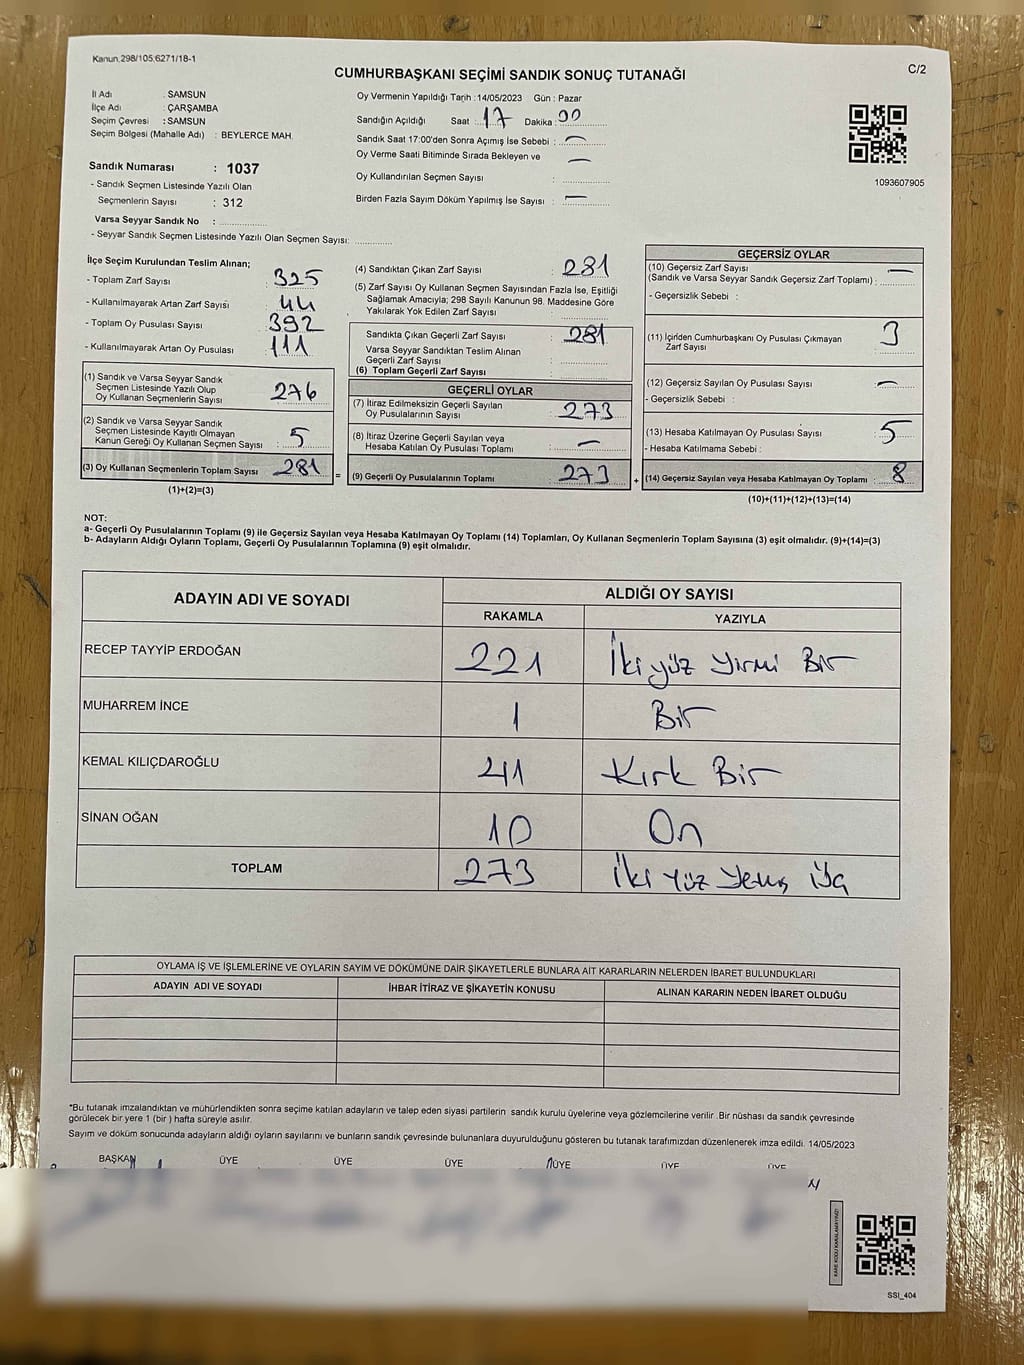 Kanun.298/105;6271/18-1
CUMHURBAŞKANI SEÇİMİ SANDIK SONUÇ TUTANAĞI
C/2
İl Adı : SAMSUN
İlçe Adı : ÇARŞAMBA
Seçim Çevresi : SAMSUN
Seçim Bölgesi (Mahalle Adı) : BEYLERCE MAH.
Sandık Numarası : 1037
- Sandık Seçmen Listesinde Yazılı Olan
Seçmenlerin Sayısı : 312
Varsa Seyyar Sandık No :
- Seyyar Sandık Seçmen Listesinde Yazılı Olan Seçmen Sayısı:
Oy Vermenin Yapıldığı Tarih :14/05/2023 Gün : Pazar
Sandığın Açıldığı Saat : 17 Dakika : 00
Sandık Saat 17:00'den Sonra Açımış İse Sebebi : —
Oy Verme Saati Bitiminde Sırada Bekleyen ve —
Oy Kullandırılan Seçmen Sayısı :
Birden Fazla Sayım Döküm Yapılmış İse Sayısı : —
1093607905
İlçe Seçim Kurulundan Teslim Alınan;
- Toplam Zarf Sayısı : 325
- Kullanılmayarak Artan Zarf Sayısı : 44
- Toplam Oy Pusulası Sayısı : 392
- Kullanılmayarak Artan Oy Pusulası : 111
(1) Sandık ve Varsa Seyyar Sandık
Seçmen Listesinde Yazılı Olup
Oy Kullanan Seçmenlerin Sayısı : 276
(2) Sandık ve Varsa Seyyar Sandık
Seçmen Listesinde Kayıtlı Olmayan
Kanun Gereği Oy Kullanan Seçmen Sayısı : 5
(3) Oy Kullanan Seçmenlerin Toplam Sayısı : 281 =
(1)+(2)=(3)
(4) Sandıktan Çıkan Zarf Sayısı : 281
(5) Zarf Sayısı Oy Kullanan Seçmen Sayısından Fazla İse, Eşitliği
Sağlamak Amacıyla; 298 Sayılı Kanunun 98. Maddesine Göre
Yakılarak Yok Edilen Zarf Sayısı :
Sandıkta Çıkan Geçerli Zarf Sayısı : 281
Varsa Seyyar Sandıktan Teslim Alınan
Geçerli Zarf Sayısı :
(6) Toplam Geçerli Zarf Sayısı :
GEÇERLİ OYLAR
(7) İtiraz Edilmeksizin Geçerli Sayılan
Oy Pusulalarının Sayısı : 273
(8) İtiraz Üzerine Geçerli Sayılan veya
Hesaba Katılan Oy Pusulası Toplamı : —
(9) Geçerli Oy Pusulalarının Toplamı : 273 +
GEÇERSİZ OYLAR
(10) Geçersiz Zarf Sayısı —
(Sandık ve Varsa Seyyar Sandık Geçersiz Zarf Toplamı) :
- Geçersizlik Sebebi :
(11) İçinden Cumhurbaşkanı Oy Pusulası Çıkmayan
Zarf Sayısı : 3
(12) Geçersiz Sayılan Oy Pusulası Sayısı : —
- Geçersizlik Sebebi :
(13) Hesaba Katılmayan Oy Pusulası Sayısı : 5
- Hesaba Katılmama Sebebi :
(14) Geçersiz Sayılan veya Hesaba Katılmayan Oy Toplamı : 8
(10)+(11)+(12)+(13)=(14)
NOT:
a- Geçerli Oy Pusulalarının Toplamı (9) ile Geçersiz Sayılan veya Hesaba Katılmayan Oy Toplamı (14) Toplamları, Oy Kullanan Seçmenlerin Toplam Sayısına (3) eşit olmalıdır. (9)+(14)=(3)
b- Adayların Aldığı Oyların Toplamı, Geçerli Oy Pusulalarının Toplamına (9) eşit olmalıdır.
ADAYIN ADI VE SOYADI
ALDIĞI OY SAYISI
RAKAMLA YAZIYLA
RECEP TAYYİP ERDOĞAN 221 İki yüz yirmi Bir
MUHARREM İNCE 1 Bir
KEMAL KILIÇDAROĞLU 41 Kırk Bir
SİNAN OĞAN 10 On
TOPLAM 273 İki yüz
OYLAMA İŞ VE İŞLEMLERİNE VE OYLARIN SAYIM VE DÖKÜMÜNE DAİR ŞİKAYETLERLE BUNLARA AİT KARARLARIN NELERDEN İBARET BULUNDUKLARI
ADAYIN ADI VE SOYADI İHBAR İTİRAZ VE ŞİKAYETİN KONUSU ALINAN KARARIN NEDEN İBARET OLDUĞU
*Bu tutanak imzalandıktan ve mühürlendikten sonra seçime katılan adayların ve talep eden siyasi partilerin sandık kurulu üyelerine veya gözlemcilerine verilir .Bir nüshası da sandık çevresinde
görülecek bir yere 1 (bir ) hafta süreyle asılır.
Sayım ve döküm sonucunda adayların aldığı oyların sayılarını ve bunların sandık çevresinde bulunanlara duyurulduğunu gösteren bu tutanak tarafımızdan düzenlenerek imza edildi. 14/05/2023
BAŞKAN ÜYE ÜYE ÜYE ÜYE ÜYE ÜYE
KARE KODU KARALAMAYINIZ!
SSI_404